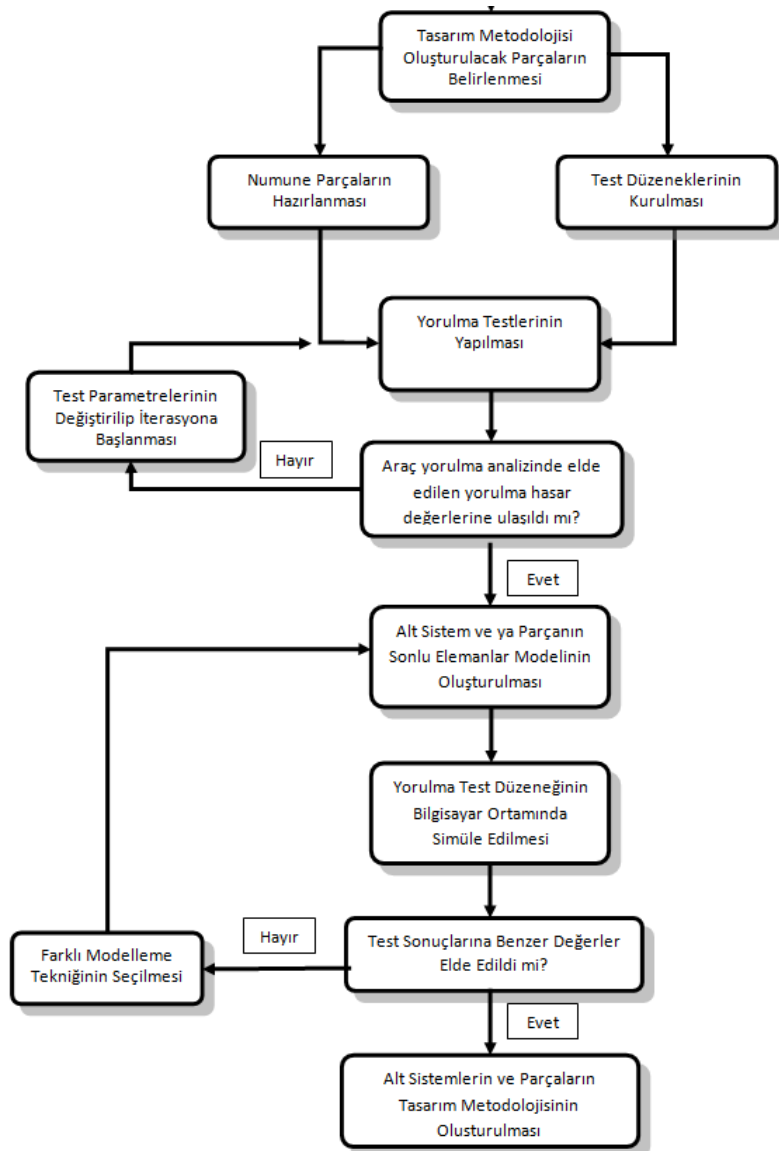 Tasarım Metodolojisi
Oluşturulacak Parçaların
Belirlenmesi
Numune Parçaların
Hazırlanması
Test Düzeneklerinin
Kurulması
Yorulma Testlerinin
Yapılması
Test Parametrelerinin
Değiştirilip İterasyona
Başlanması
Hayır
Araç yorulma analizinde elde
edilen yorulma hasar
değerlerine ulaşıldı mı?
Evet
Alt Sistem ve ya Parçanın
Sonlu Elemanlar Modelinin
Oluşturulması
Yorulma Test Düzeneğinin
Bilgisayar Ortamında
Simüle Edilmesi
Farklı Modelleme
Tekniğinin Seçilmesi
Hayır
Test Sonuçlarına Benzer Değerler
Elde Edildi mi?
Evet
Alt Sistemlerin ve Parçaların
Tasarım Metodolojisinin
Olusturulması